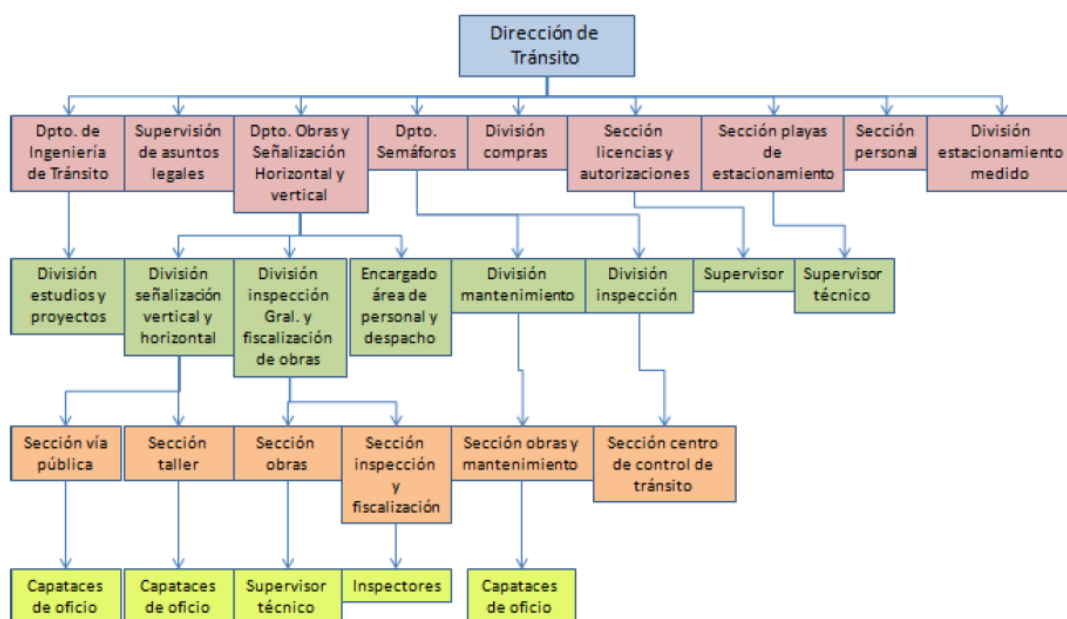 Dirección de
Tránsito
Dpto. de
Ingeniería
de Tránsito
Supervisión
de asuntos
legales
Dpto. Obras y
Señalización
Horizontal y
vertical
Dpto.
Semáforos
División
compras
Sección
licencias y
autorizaciones
Sección playas
de
estacionamiento
Sección
personal
División
estacionamiento
medido
División
estudios y
proyectos
División
señalización
vertical y
horizontal
División
inspección
Gral. y
fiscalización
de obras
Encargado
área de
personal y
despacho
División
mantenimiento
División
inspección
Supervisor
Supervisor
técnico
Sección vía
pública
Sección
taller
Sección
obras
Sección
inspección
y
fiscalización
Sección obras y
mantenimiento
Sección centro
de control de
tránsito
Capataces
de oficio
Capataces
de oficio
Supervisor
técnico
Inspectores
Capataces
de oficio